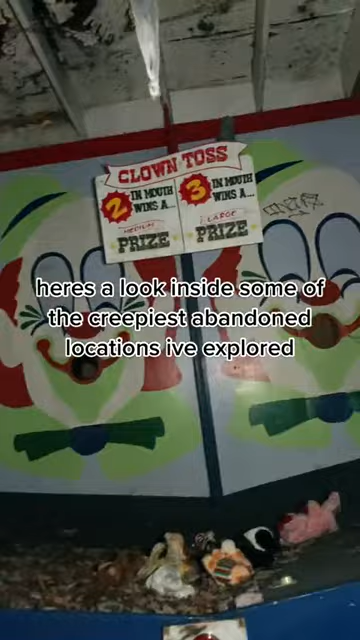 CLOWN TOSS
2 IN MOUTH
WINS A...
MEDIUM
PRIZE
3 IN MOUTH
WINS A...
LARGE
PRIZE
heres a look inside some of
the creepiest abandoned
locations ive explored